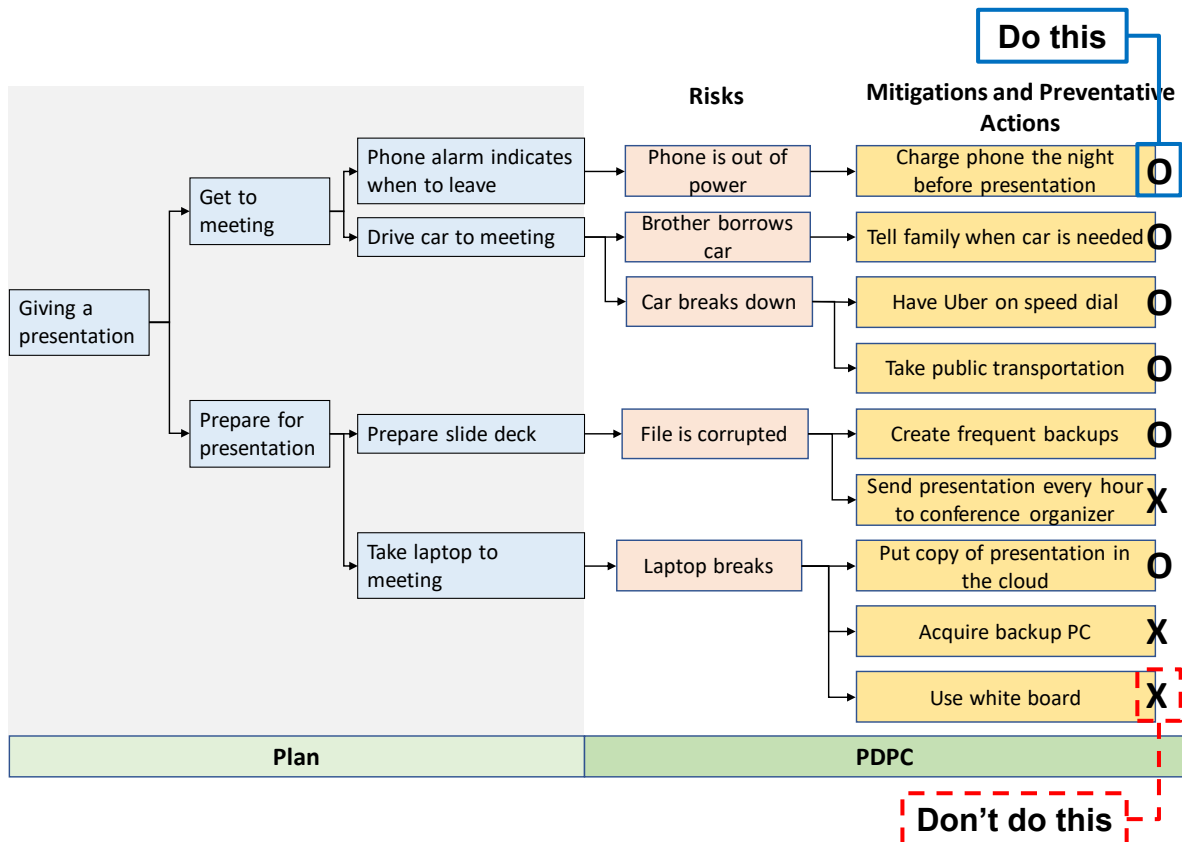 Do this
Risks
Mitigations and Preventative
Actions
Phone alarm indicates
when to leave
Phone is out of
power
Charge phone the night
before presentation
O
Get to
meeting
Drive car to meeting
Brother borrows
car
Tell family when car is needed
O
Giving a
presentation
Car breaks down
Have Uber on speed dial
O
Take public transportation
O
Prepare for
presentation
Prepare slide deck
File is corrupted
Create frequent backups
O
Send presentation every hour
to conference organizer
X
Take laptop to
meeting
Laptop breaks
Put copy of presentation in
the cloud
O
Acquire backup PC
X
Use white board
X
Plan
PDPC
Don't do this